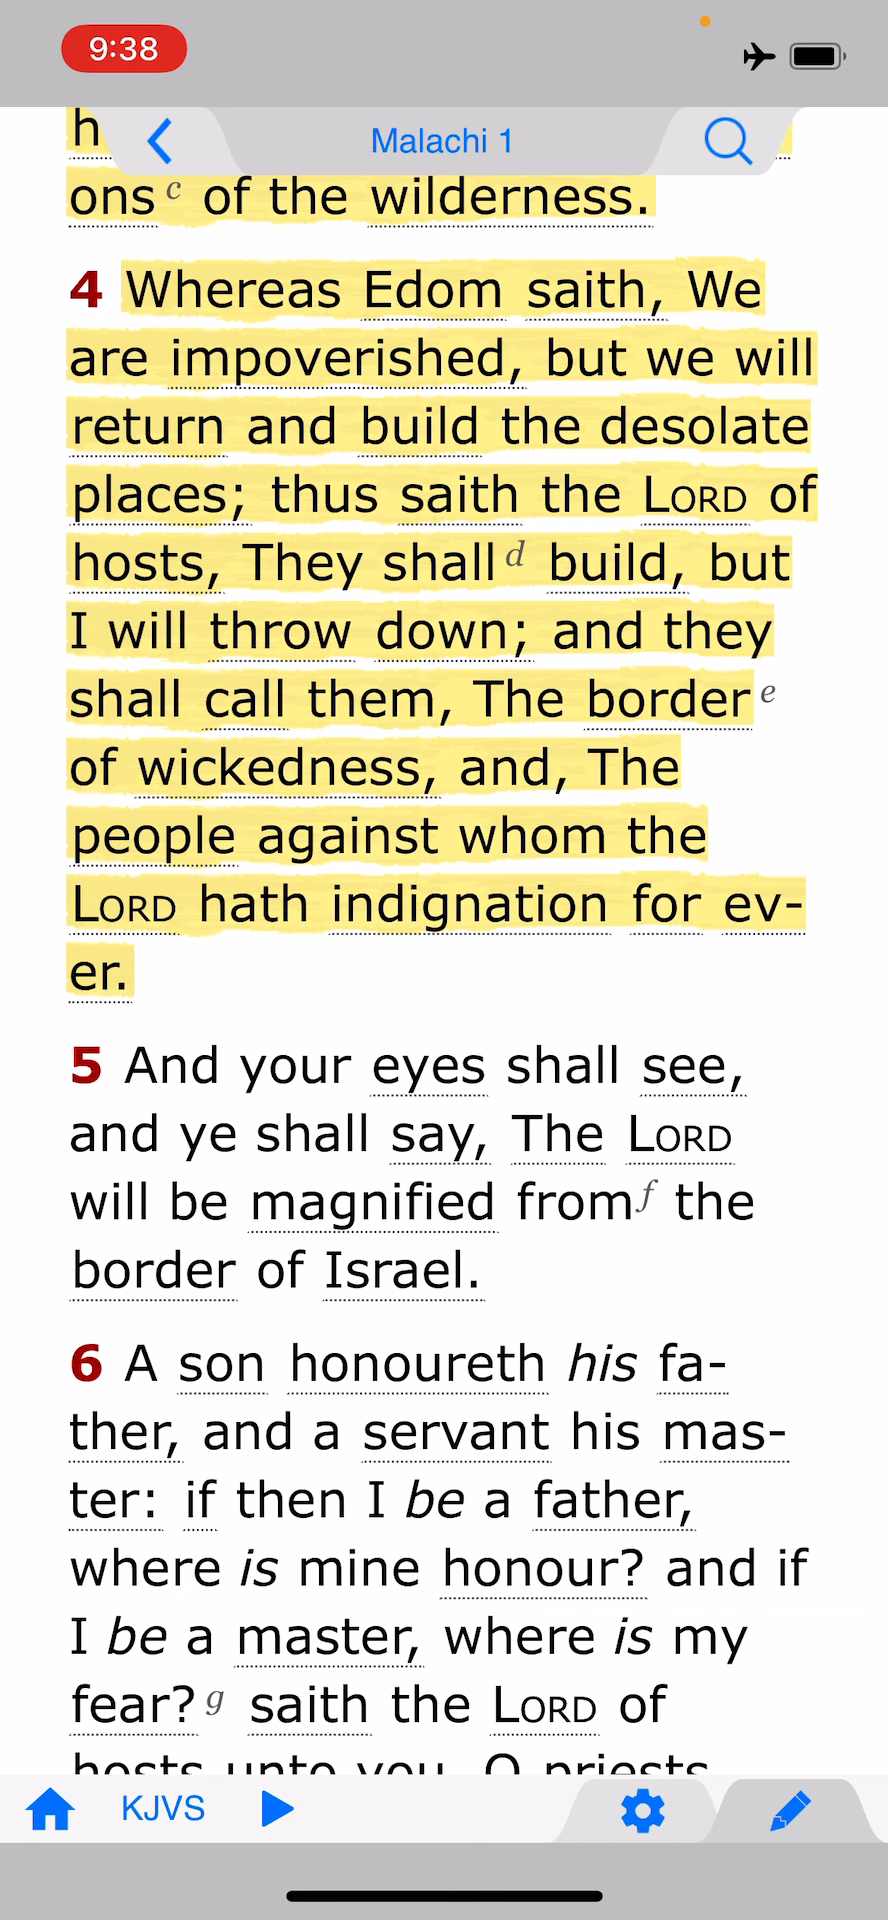 9:38
Malachi 1
h
ons c of the wilderness.
4 Whereas Edom saith, We
are impoverished, but we will
return and build the desolate
places; thus saith the LORD of
hosts, They shall d build, but
I will throw down; and they
shall call them, The border e
of wickedness, and, The
people against whom the
LORD hath indignation for ev-
er.
5 And your eyes shall see,
and ye shall say, The LORD
will be magnified from f the
border of Israel.
6 A son honoureth his fa-
ther, and a servant his mas-
ter: if then I be a father,
where is mine honour? and if
I be a master, where is my
fear? g saith the LORD of
hosts unto you, O priests
KJVS